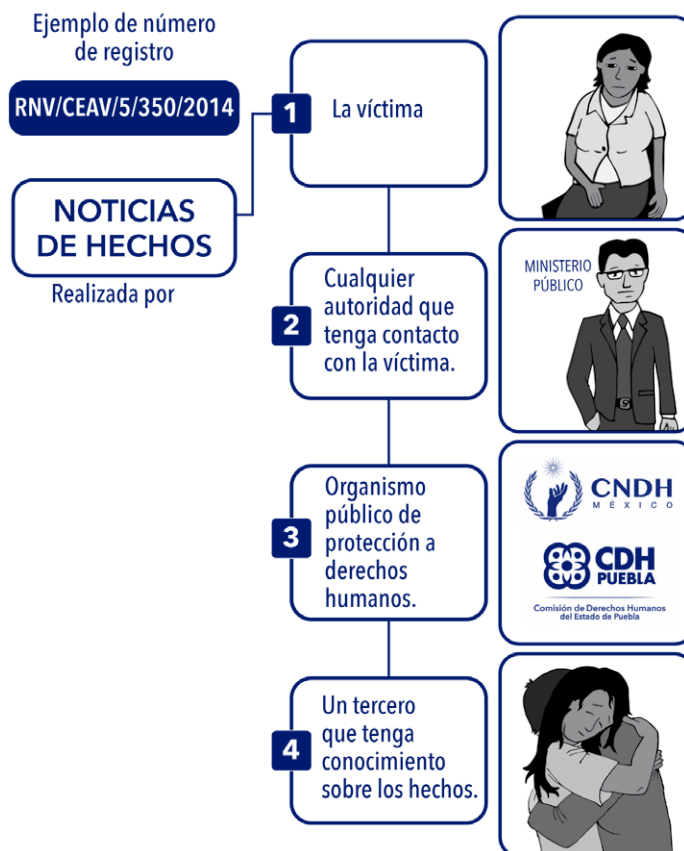 Ejemplo de número
de registro
RNV/CEAV/5/350/2014
NOTICIAS
DE HECHOS
Realizada por
1
La víctima
2
Cualquier
autoridad que
tenga contacto
con la víctima.
MINISTERIO
PÚBLICO
3
Organismo
público de
protección a
derechos
humanos.
CNDH
MÉXICO
CDH
PUEBLA
Comisión de Derechos Humanos
del Estado de Puebla
4
Un tercero
que tenga
conocimiento
sobre los hechos.